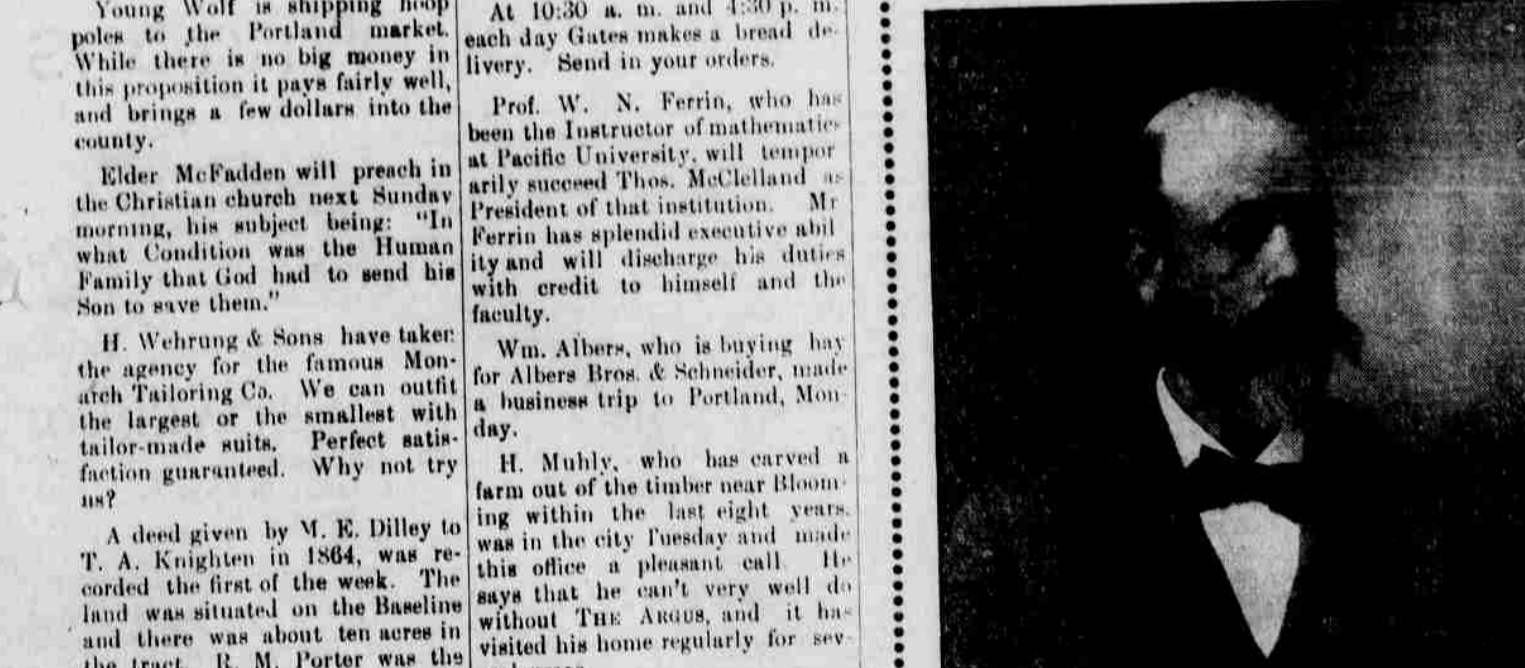 Young Wolf is shipping hoop
poles to the Portland market.
While there is no big money in
this proposition it pays fairly well,
and brings a few dollars into the
county.
Elder McFadden will preach in
the Christian church next Sunday
morning, his subject being: "In
what Condition was the Human
Family that God had to send his
Son to save them."
H. Wehrung & Sons have taken
the agency for the famous Mon-
arch Tailoring Co. We can outfit
the largest or the smallest with
tailor-made suits. Perfect satis-
faction guaranteed. Why not try
us?
A deed given by M. E. Dilley to
T. A. Knighten in 1864, was re-
corded the first of the week. The
land was situated on the Baseline
and there was about ten acres in
the tract. R. M. Porter was the
At 10:30 a. m. and 4:30 p. m.
each day Gates makes a bread de-
livery. Send in your orders.
Prof. W. N. Ferrin, who has
been the Instructor of mathematics
at Pacific University, will tempor
arily succeed Thos. McClelland as
President of that institution. Mr
Ferrin has splendid executive abil
ity and will discharge his duties
with credit to himself and the
faculty.
Wm. Albers, who is buying hay
for Albers Bros. & Schneider, made
a business trip to Portland, Mon-
day.
H. Muhly, who has carved a
farm out of the timber near Bloom-
ing within the last eight years,
was in the city Tuesday and made
this office a pleasant call. He
says that he can't very well do
without THE ARGUS, and it has
visited his home regularly for sev-